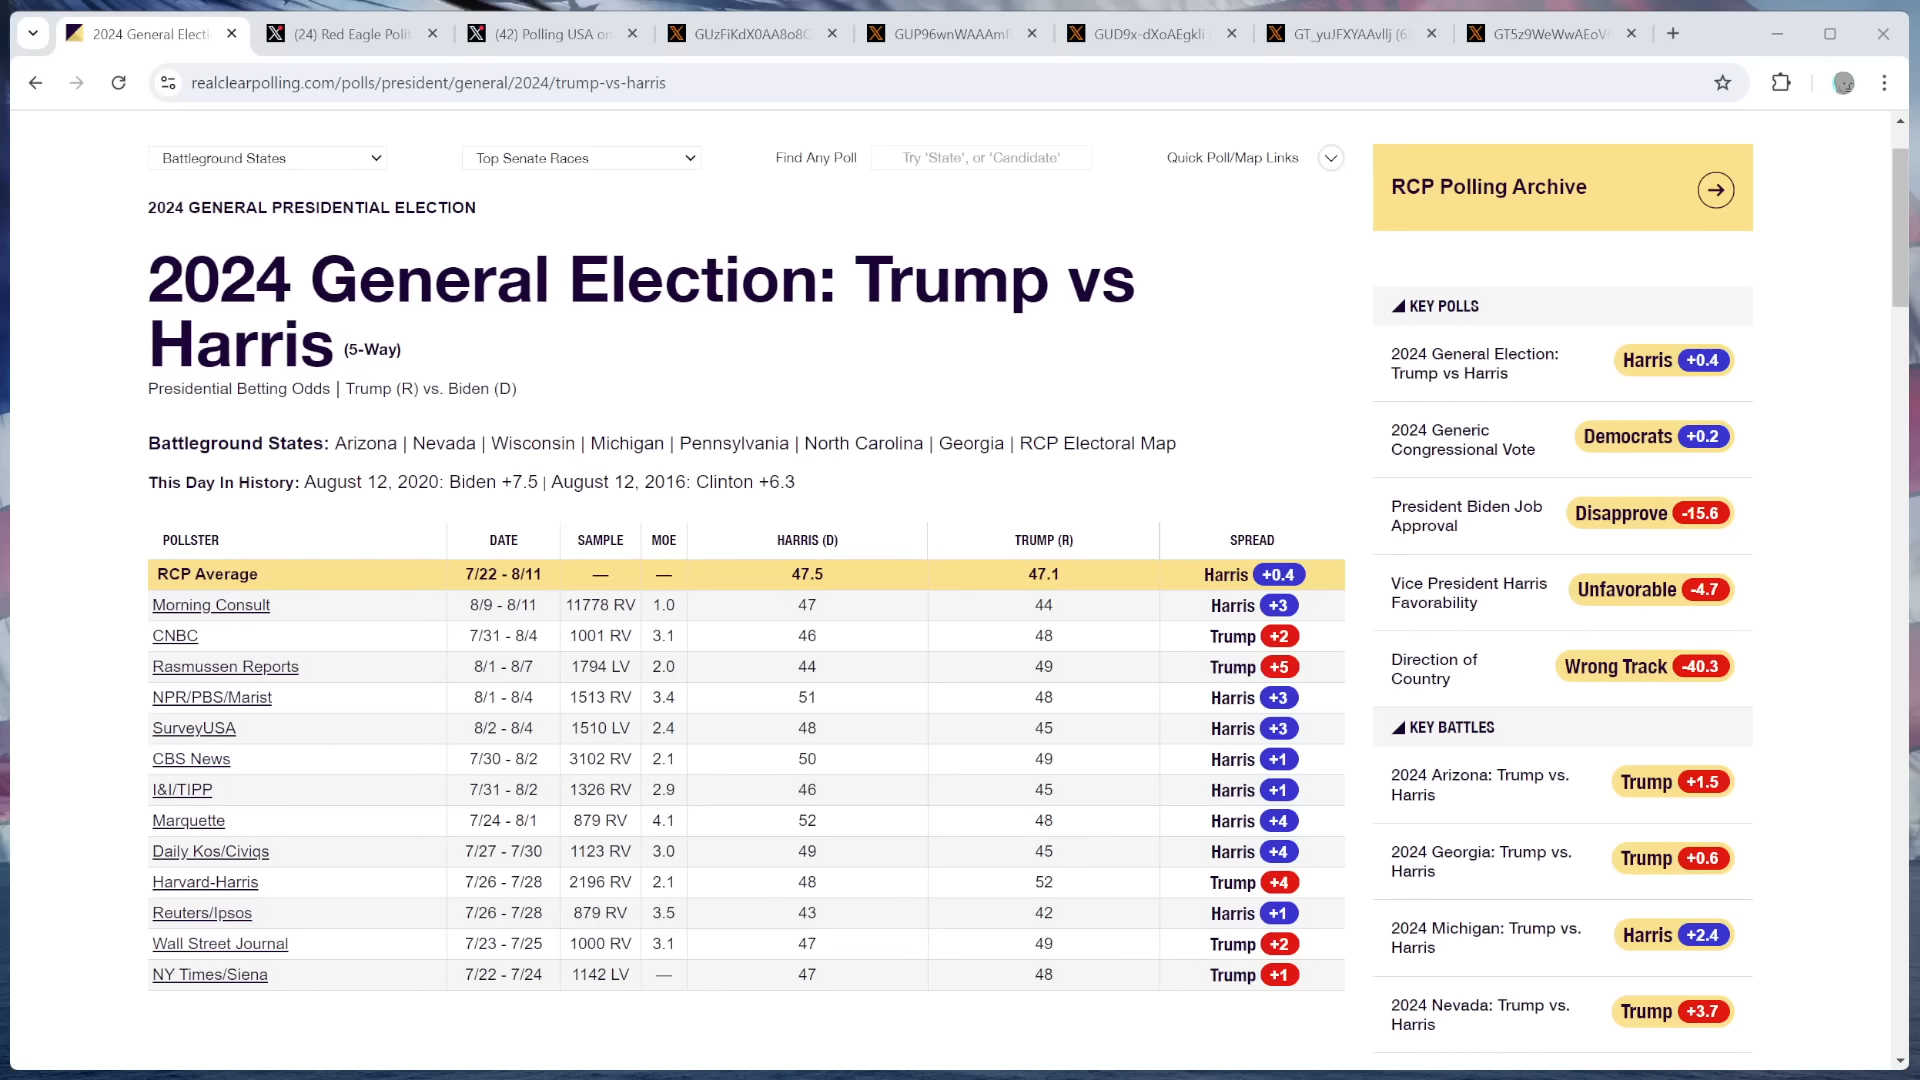 2024 General Electi
(24) Red Eagle Polit
(42) Polling USA on
GUzFiKdX0AA8o8C
GUP96wnWAAAmF
GUD9x-dXoAEgkli
GT_yuJFXYAAvllj (6
GT5z9WeWwAEoV
realclearpolling.com/polls/president/general/2024/trump-vs-harris
Battleground States
Top Senate Races
Find Any Poll
Try 'State', or 'Candidate'
Quick Poll/Map Links
2024 GENERAL PRESIDENTIAL ELECTION
2024 General Election: Trump vs
Harris (5-Way)
Presidential Betting Odds | Trump (R) vs. Biden (D)
Battleground States: Arizona | Nevada | Wisconsin | Michigan | Pennsylvania | North Carolina | Georgia | RCP Electoral Map
This Day In History: August 12, 2020: Biden +7.5 | August 12, 2016: Clinton +6.3
POLLSTER DATE SAMPLE MOE HARRIS (D) TRUMP (R) SPREAD
RCP Average 7/22 - 8/11 — — 47.5 47.1 Harris +0.4
Morning Consult 8/9 - 8/11 11778 RV 1.0 47 44 Harris +3
CNBC 7/31 - 8/4 1001 RV 3.1 46 48 Trump +2
Rasmussen Reports 8/1 - 8/7 1794 LV 2.0 44 49 Trump +5
NPR/PBS/Marist 8/1 - 8/4 1513 RV 3.4 51 48 Harris +3
SurveyUSA 8/2 - 8/4 1510 LV 2.4 48 45 Harris +3
CBS News 7/30 - 8/2 3102 RV 2.1 50 49 Harris +1
I&I/TIPP 7/31 - 8/2 1326 RV 2.9 46 45 Harris +1
Marquette 7/24 - 8/1 879 RV 4.1 52 48 Harris +4
Daily Kos/Civiqs 7/27 - 7/30 1123 RV 3.0 49 45 Harris +4
Harvard-Harris 7/26 - 7/28 2196 RV 2.1 48 52 Trump +4
Reuters/Ipsos 7/26 - 7/28 879 RV 3.5 43 42 Harris +1
Wall Street Journal 7/23 - 7/25 1000 RV 3.1 47 49 Trump +2
NY Times/Siena 7/22 - 7/24 1142 LV — 47 48 Trump +1
RCP Polling Archive
KEY POLLS
2024 General Election:
Trump vs Harris
Harris +0.4
2024 Generic
Congressional Vote
Democrats +0.2
President Biden Job
Approval
Disapprove -15.6
Vice President Harris
Favorability
Unfavorable -4.7
Direction of
Country
Wrong Track -40.3
KEY BATTLES
2024 Arizona: Trump vs.
Harris
Trump +1.5
2024 Georgia: Trump vs.
Harris
Trump +0.6
2024 Michigan: Trump vs.
Harris
Harris +2.4
2024 Nevada: Trump vs.
Harris
Trump +3.7